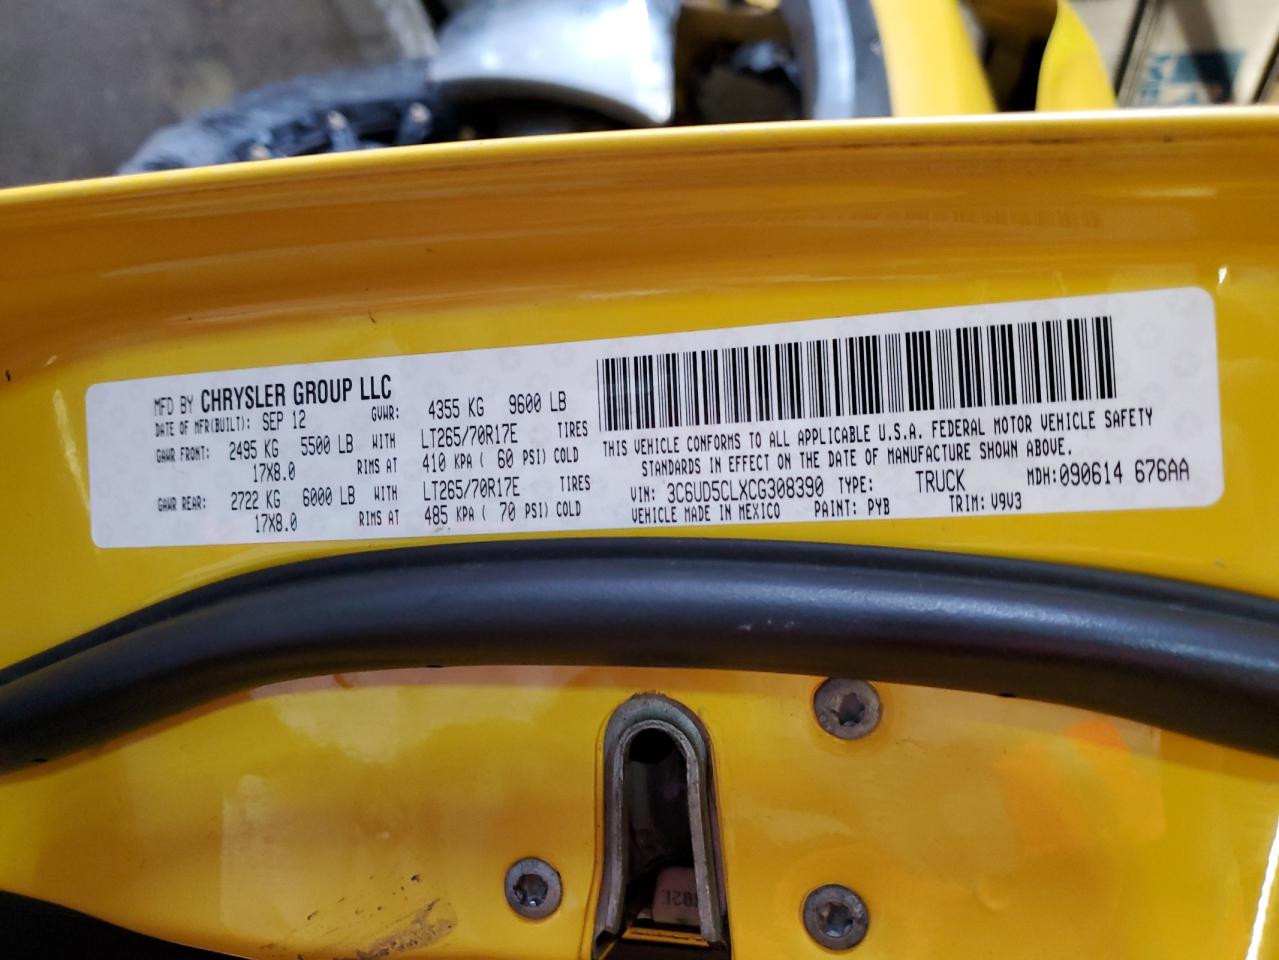 MFD BY CHRYSLER GROUP LLC
DATE OF MFR(BUILT): SEP 12 GVWR: 4355 KG 9600 LB
GAWR FRONT: 2495 KG 5500 LB WITH LT265/70R17E TIRES
17X8.0 RIMS AT 410 KPA ( 60 PSI) COLD
GAWR REAR: 2722 KG 6000 LB WITH LT265/70R17E TIRES
17X8.0 RIMS AT 485 KPA ( 70 PSI) COLD
THIS VEHICLE CONFORMS TO ALL APPLICABLE U.S.A. FEDERAL MOTOR VEHICLE SAFETY
STANDARDS IN EFFECT ON THE DATE OF MANUFACTURE SHOWN ABOVE.
VIN: 3C6UD5CLXCG308390 TYPE: TRUCK MDH:090614 676AA
VEHICLE MADE IN MEXICO PAINT: PYB TRIM: V9V3